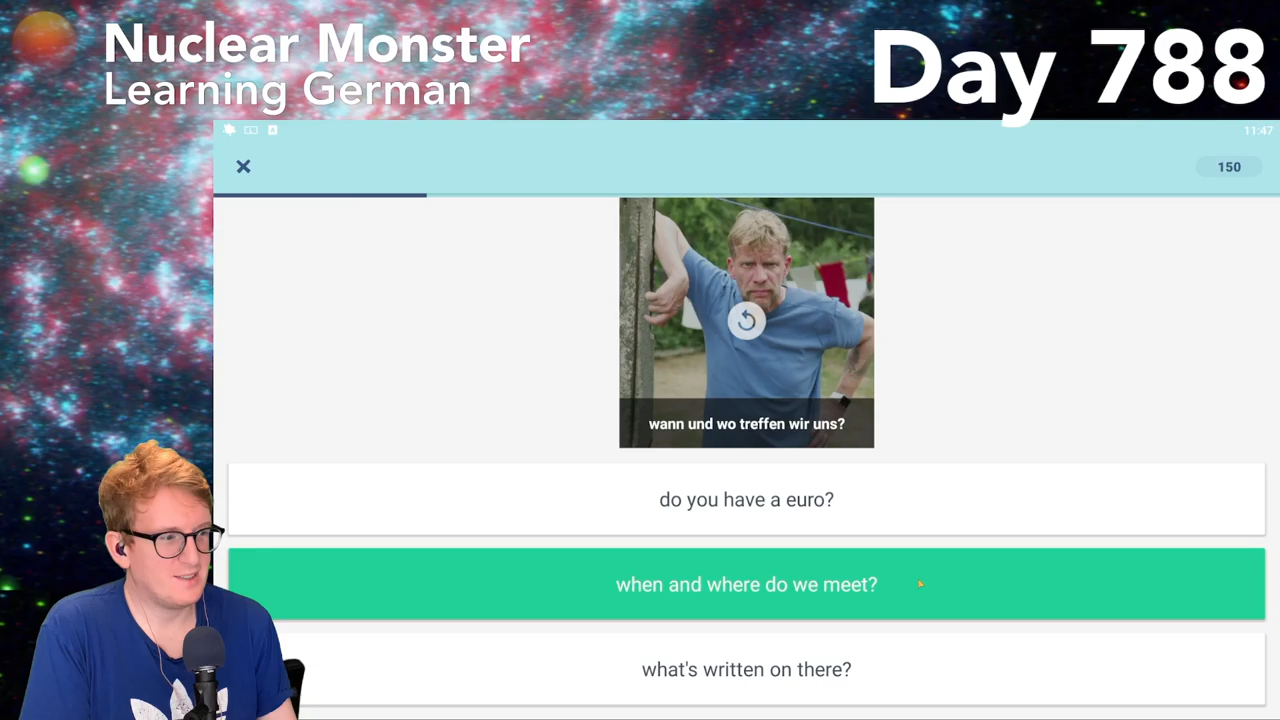 Nuclear Monster
Learning German
Day 788
11:47
150
wann und wo treffen wir uns?
do you have a euro?
when and where do we meet?
what's written on there?